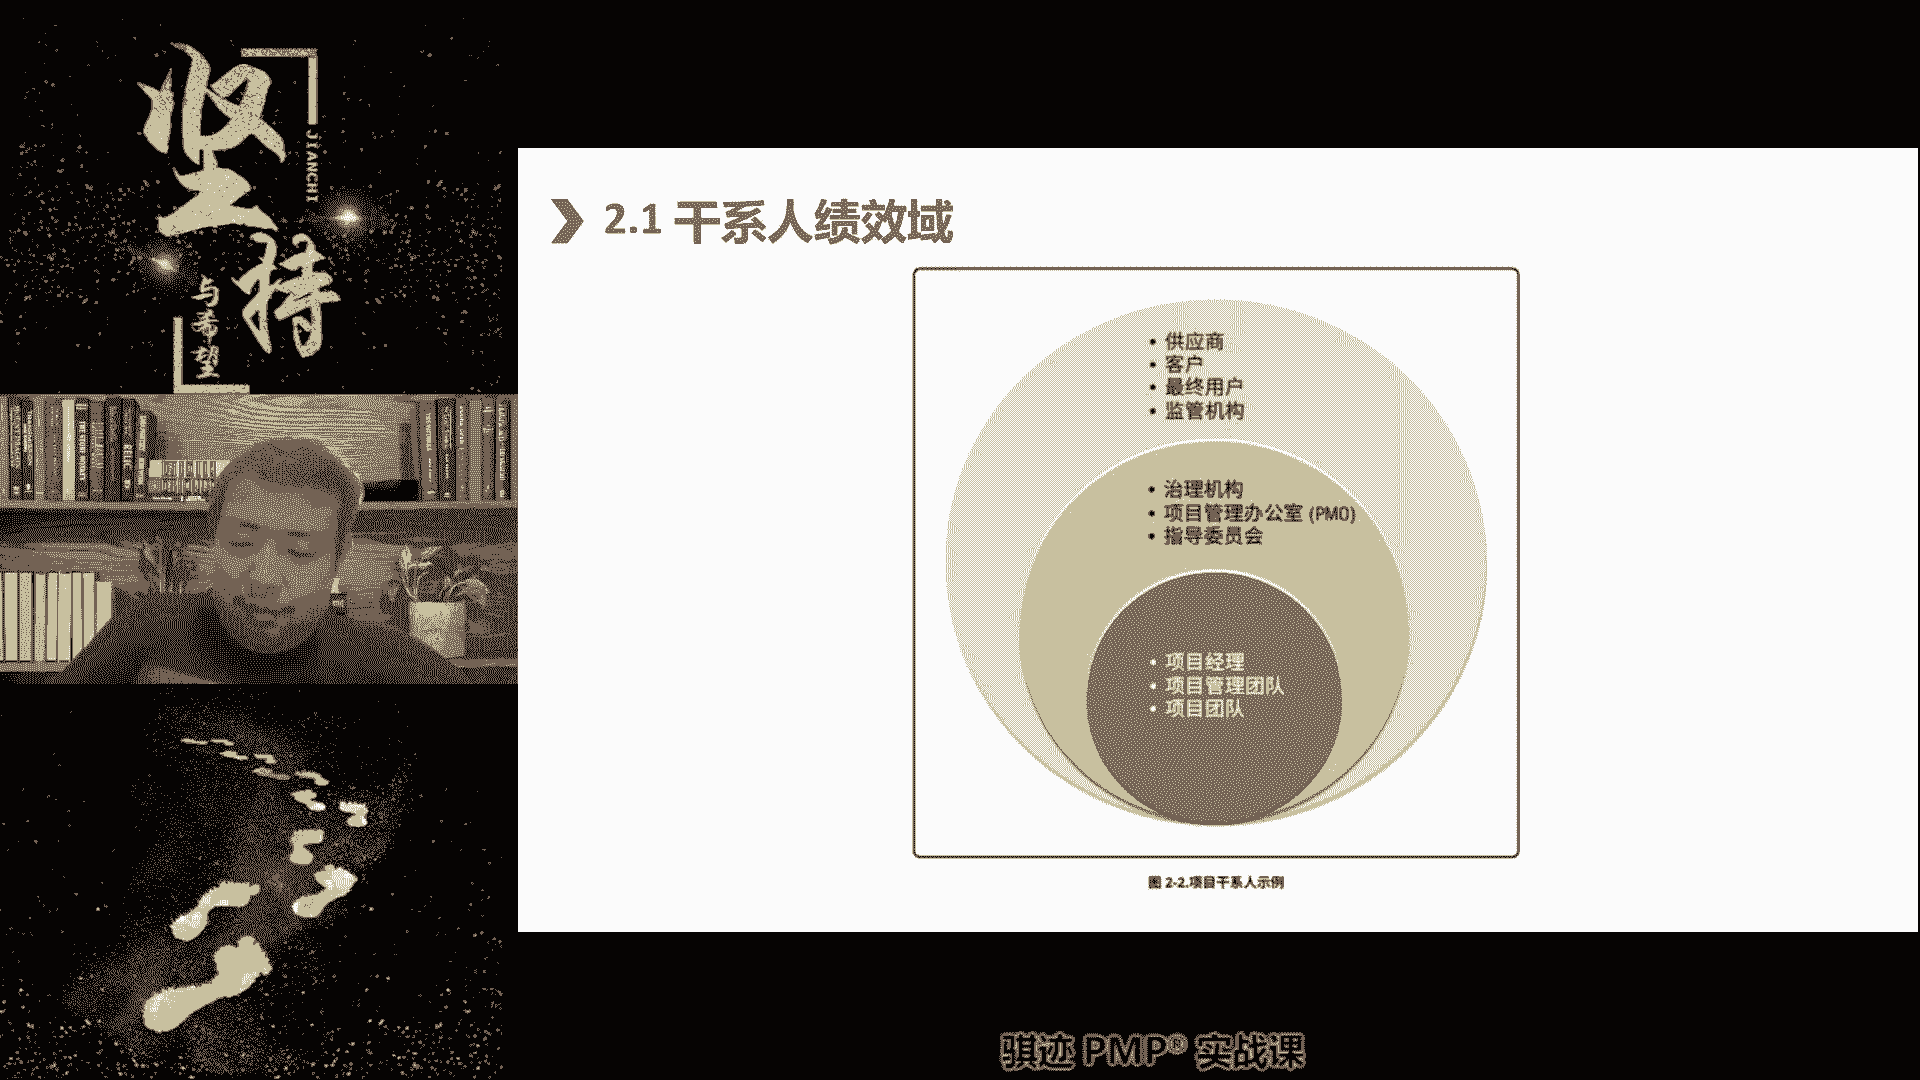 坚持
JIANCHI
与希望
2.1 干系人绩效域
• 供应商
• 客户
• 最终用户
• 监管机构
• 治理机构
• 项目管理办公室 (PMO)
• 指导委员会
• 项目经理
• 项目管理团队
• 项目团队
图 2-2.项目干系人示例
骐迹 PMP® 实战课